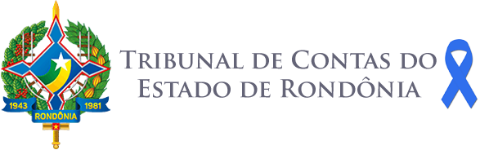 TRIBUNAL DE CONTAS DO
ESTADO DE RONDÔNIA
1943 1981
RONDÔNIA